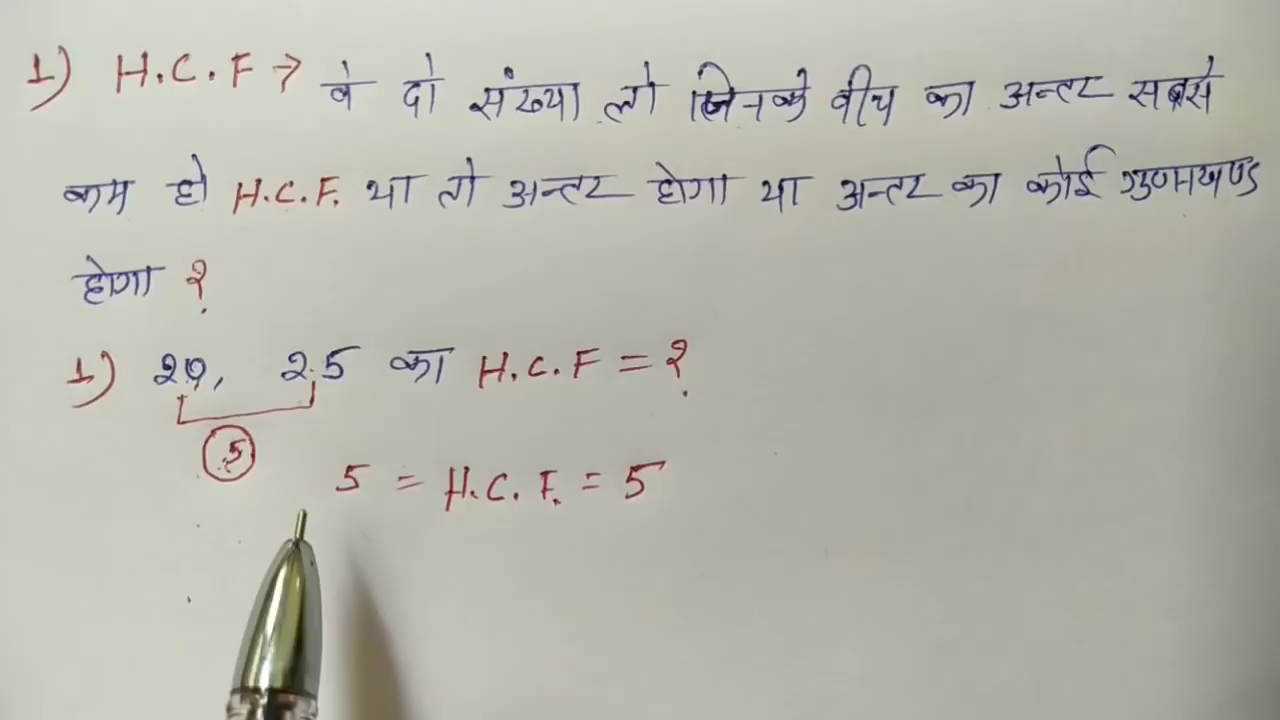 1) H.C.F → वे दो संख्या लो जिनके बीच का अन्तर सबसे
कम हो H.C.F. या तो अन्तर होगा या अन्तर का कोई गुणनखण्ड
होगा ?
1) 20, 25 का H.C.F = ?
5
5 = H.C.F. = 5